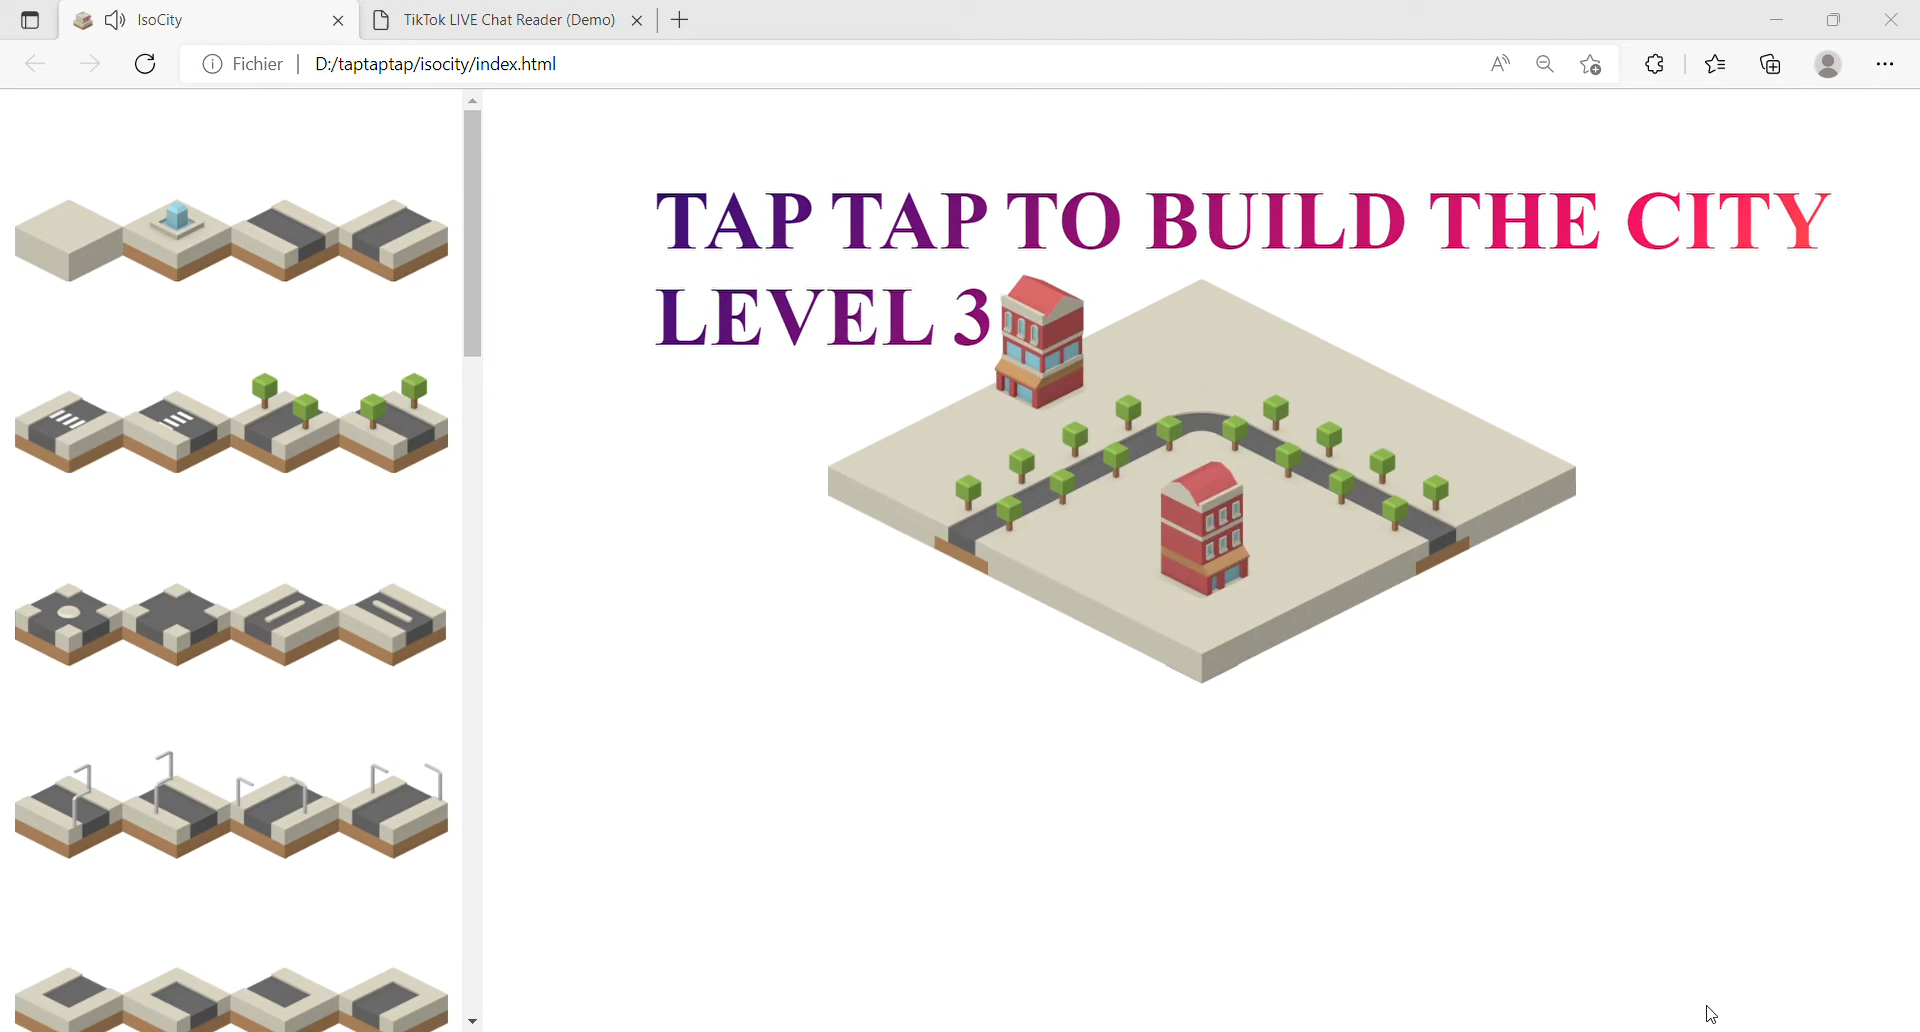 IsoCity
TikTok LIVE Chat Reader (Demo)
Fichier
D:/taptaptap/isocity/index.html
TAP TAP TO BUILD THE CITY
LEVEL 3